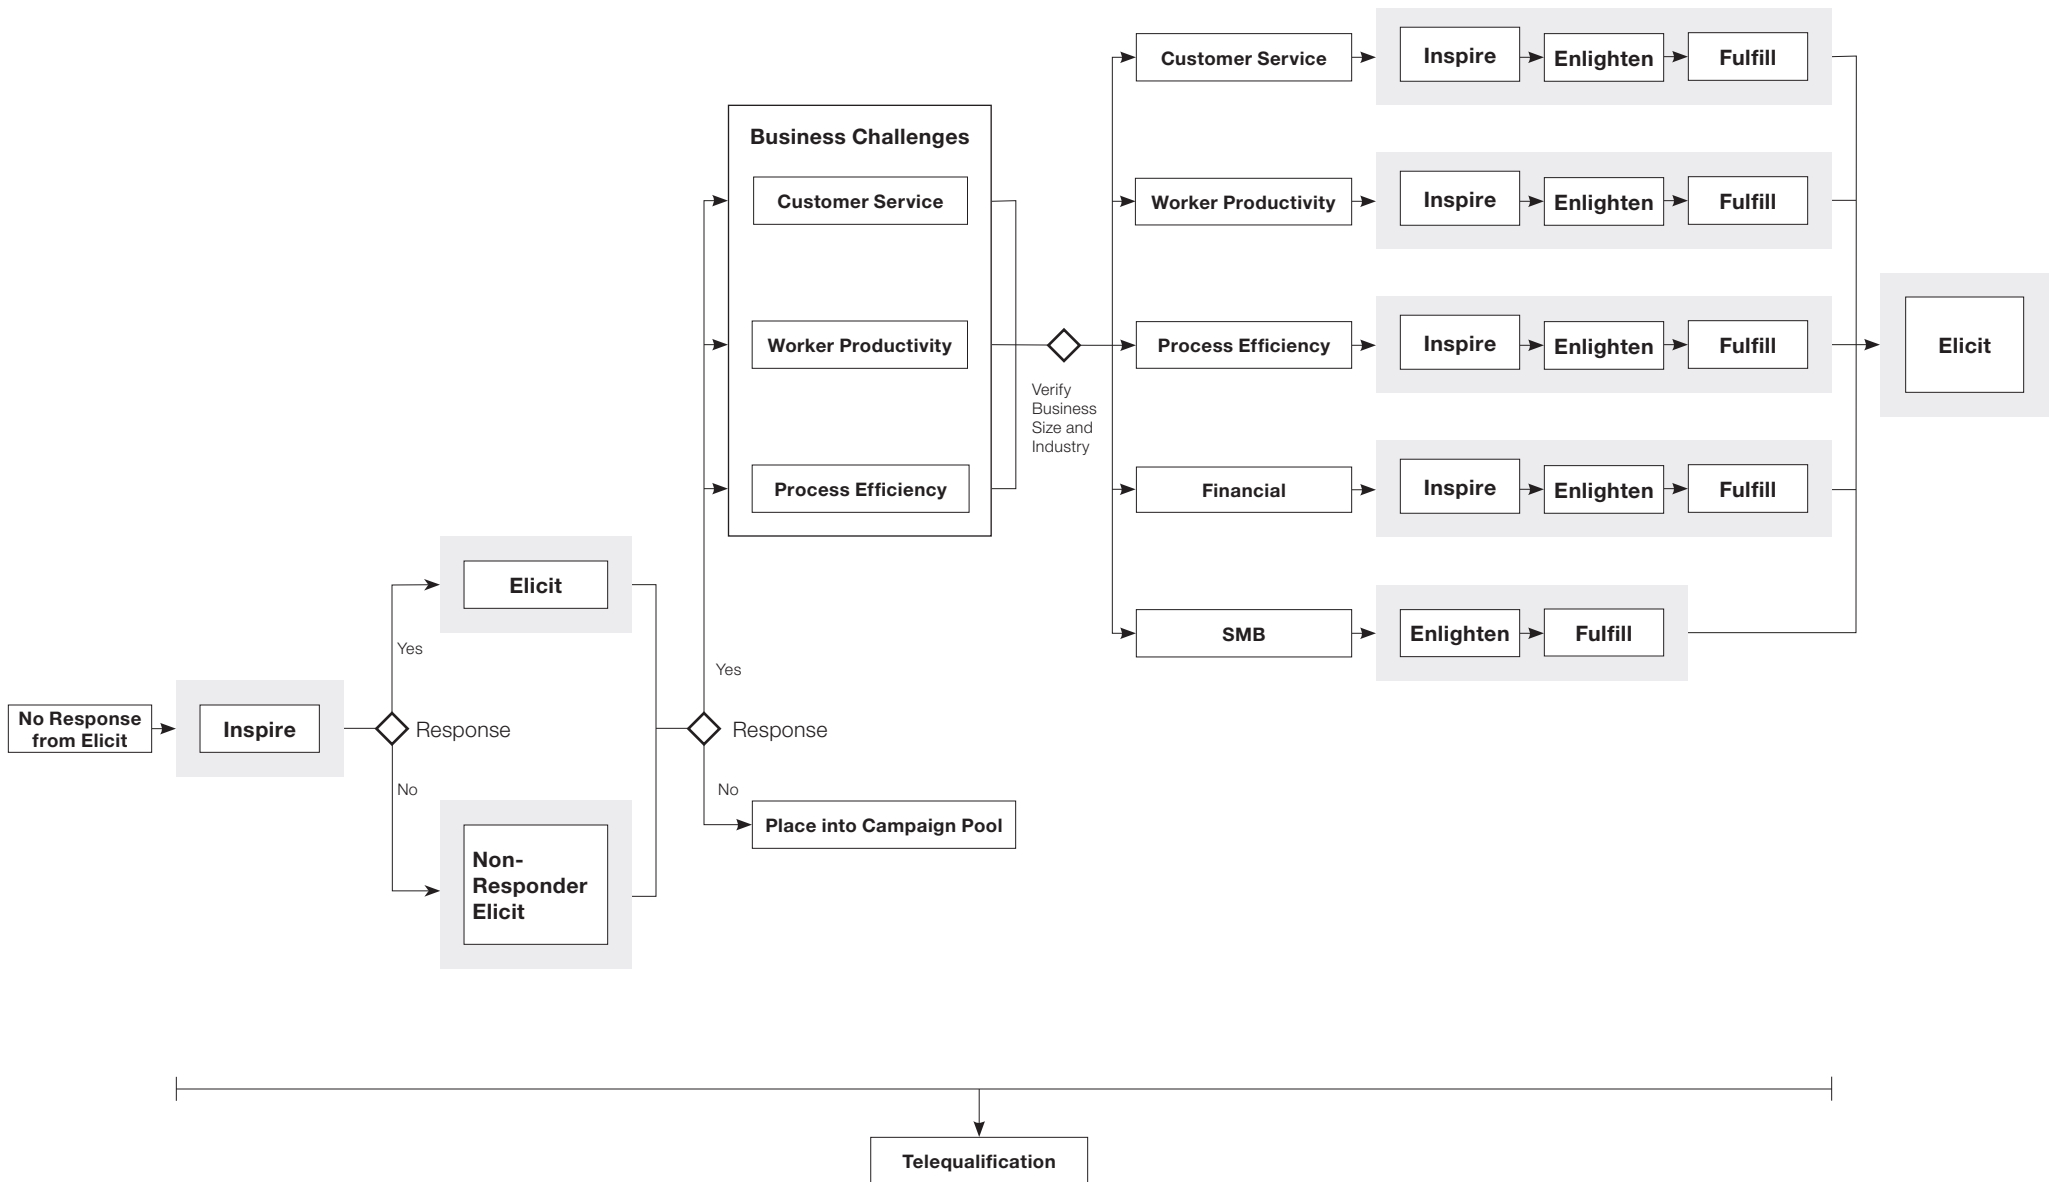 Customer Service
Inspire
Enlighten
Fulfill
Business Challenges
Customer Service
Worker Productivity
Inspire
Enlighten
Fulfill
Worker Productivity
Process Efficiency
Inspire
Enlighten
Fulfill
Elicit
Verify
Business
Size and
Industry
Process Efficiency
Financial
Inspire
Enlighten
Fulfill
Elicit
SMB
Enlighten
Fulfill
Yes
Yes
No Response
from Elicit
Inspire
Response
Response
No
No
Place into Campaign Pool
Non-
Responder
Elicit
Telequalification